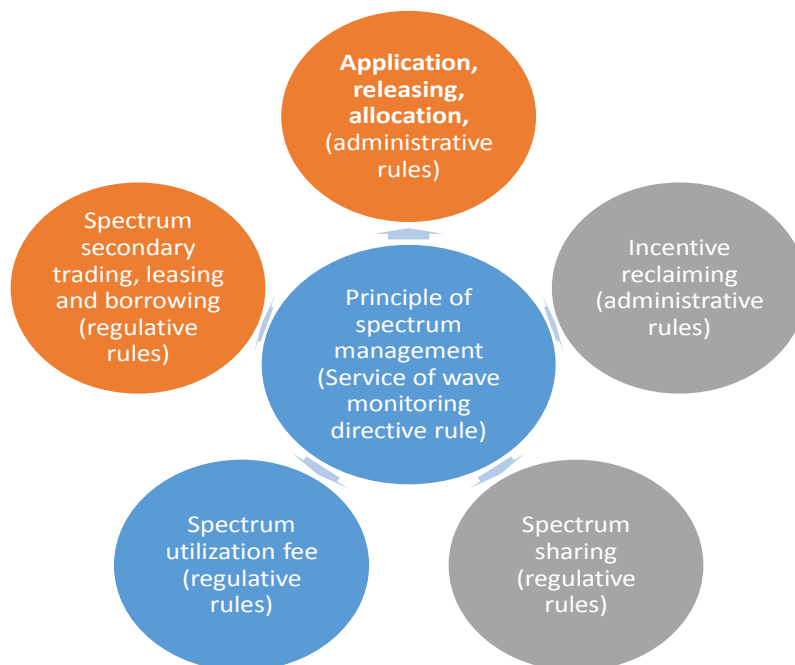 Application,
releasing,
allocation,
(administrative
rules)
Spectrum
secondary
trading, leasing
and borrowing
(regulative
rules)
Incentive
reclaiming
(administrative
rules)
Principle of
spectrum
management
(Service of wave
monitoring
directive rule)
Spectrum
utilization fee
(regulative
rules)
Spectrum
sharing
(regulative
rules)